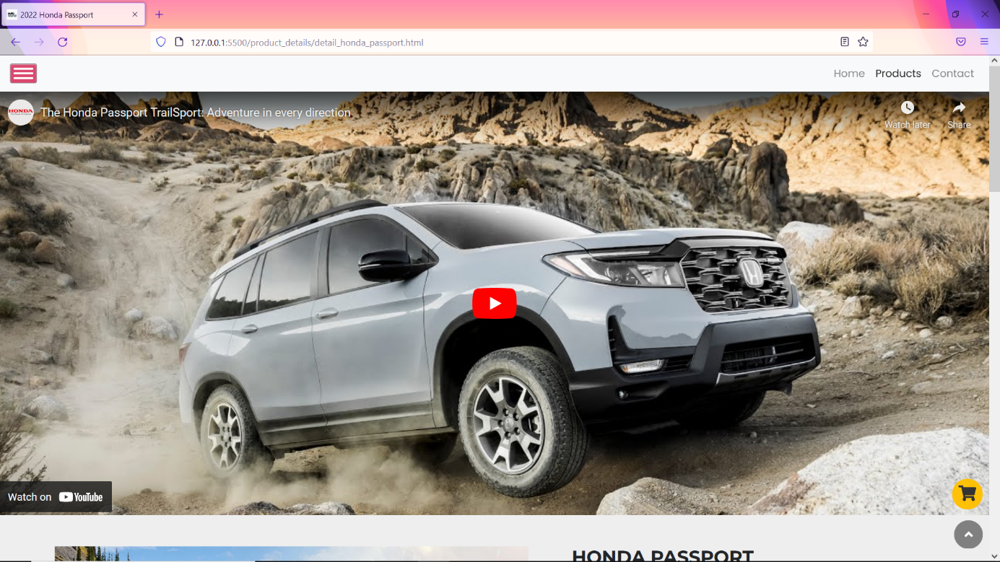 2022 Honda Passport
127.0.0.1:5500/product_details/detail_honda_passport.html
Home Products Contact
HONDA
The Honda Passport TrailSport: Adventure in every direction
Watch later
Share
Watch on YouTube
HONDA PASSPORT